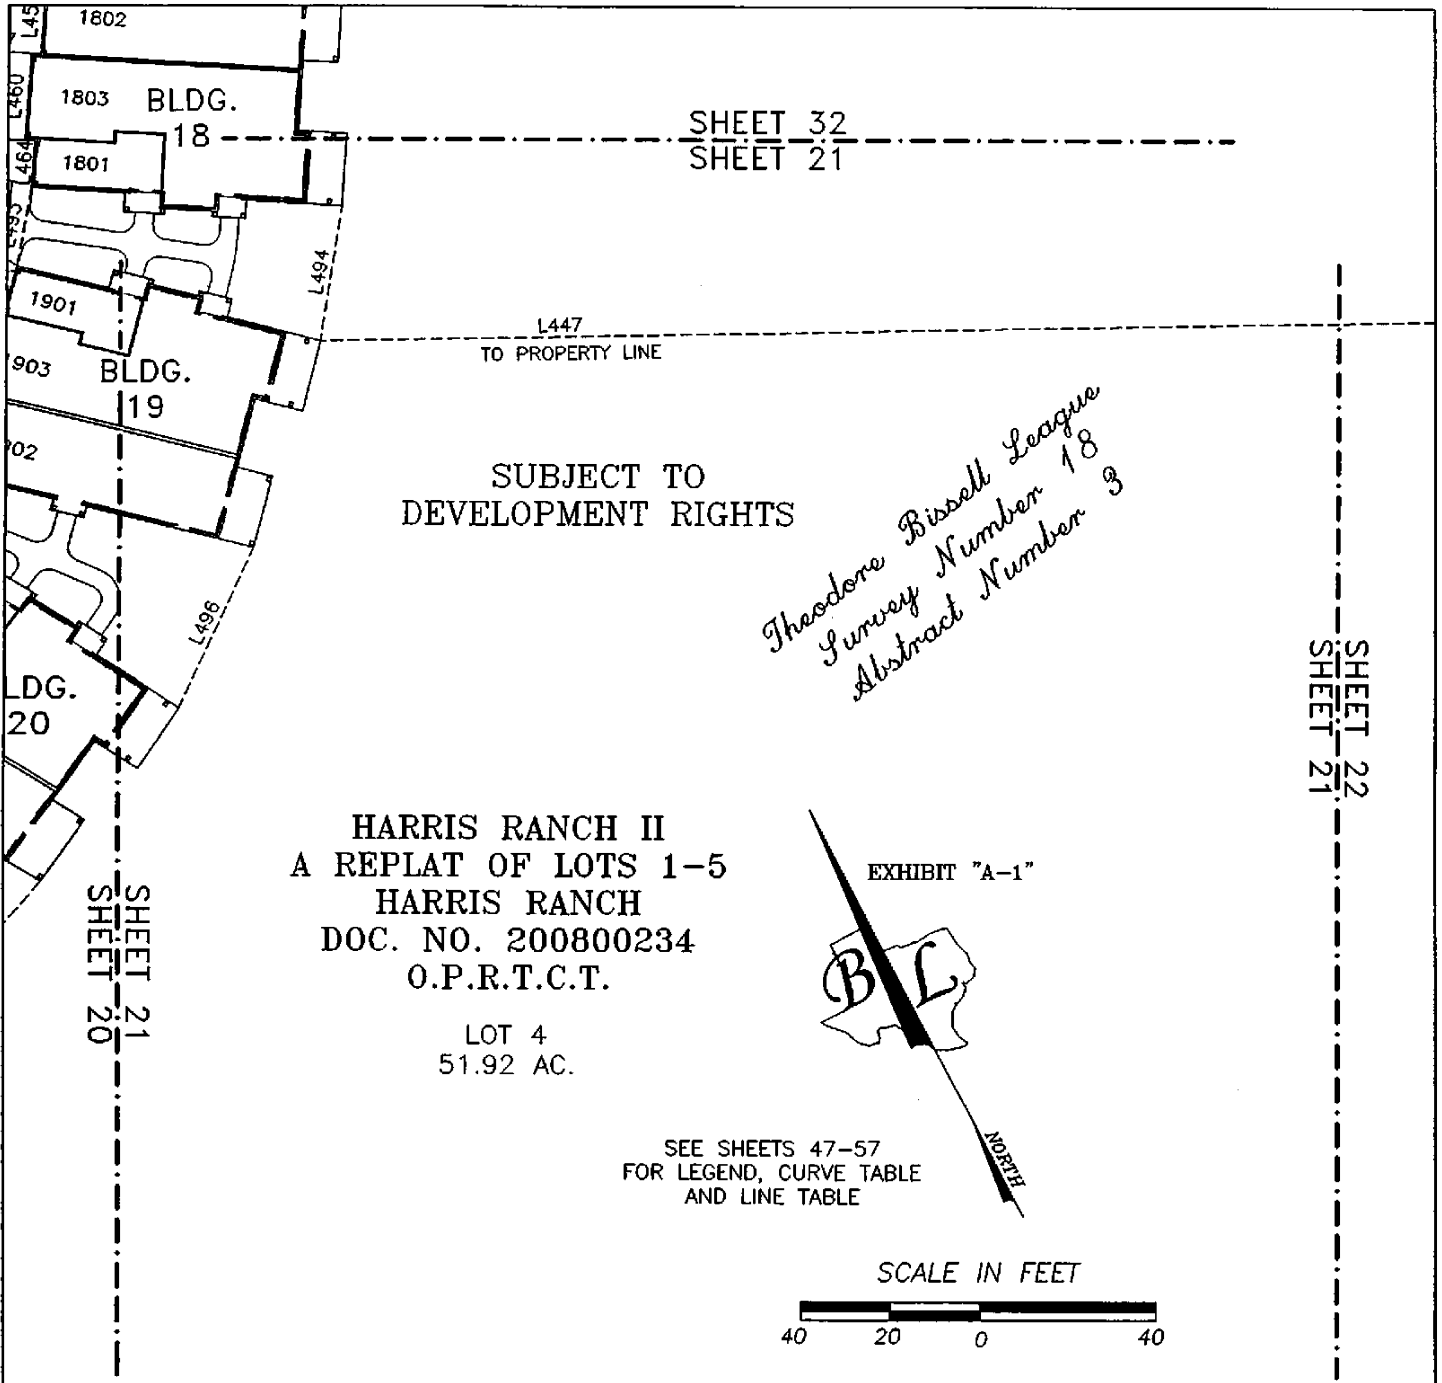 1802
L45
1803
BLDG.
18
L460
1801
464
L493
SHEET 32
SHEET 21
L494
1901
L447
TO PROPERTY LINE
903
BLDG.
19
02
SUBJECT TO
DEVELOPMENT RIGHTS
Theodore Bissell League
Survey Number 18
Abstract Number 3
L496
LDG.
20
SHEET 22
SHEET 21
HARRIS RANCH II
A REPLAT OF LOTS 1-5
HARRIS RANCH
DOC. NO. 200800234
O.P.R.T.C.T.
LOT 4
51.92 AC.
EXHIBIT "A-1"
B L
SHEET 21
SHEET 20
NORTH
SEE SHEETS 47-57
FOR LEGEND, CURVE TABLE
AND LINE TABLE
SCALE IN FEET
40 20 0 40